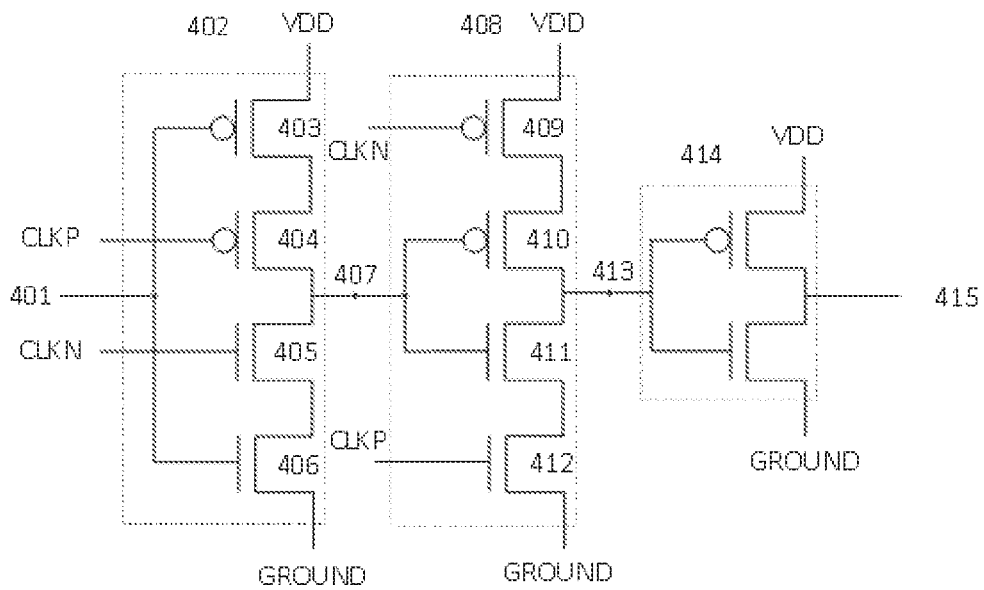 402 VDD 408 VDD
403 CLKN 409 VDD
414
CLKP 404 410
401 407 413 415
CLKN 405 411
CLKP
406 412 GROUND
GROUND GROUND